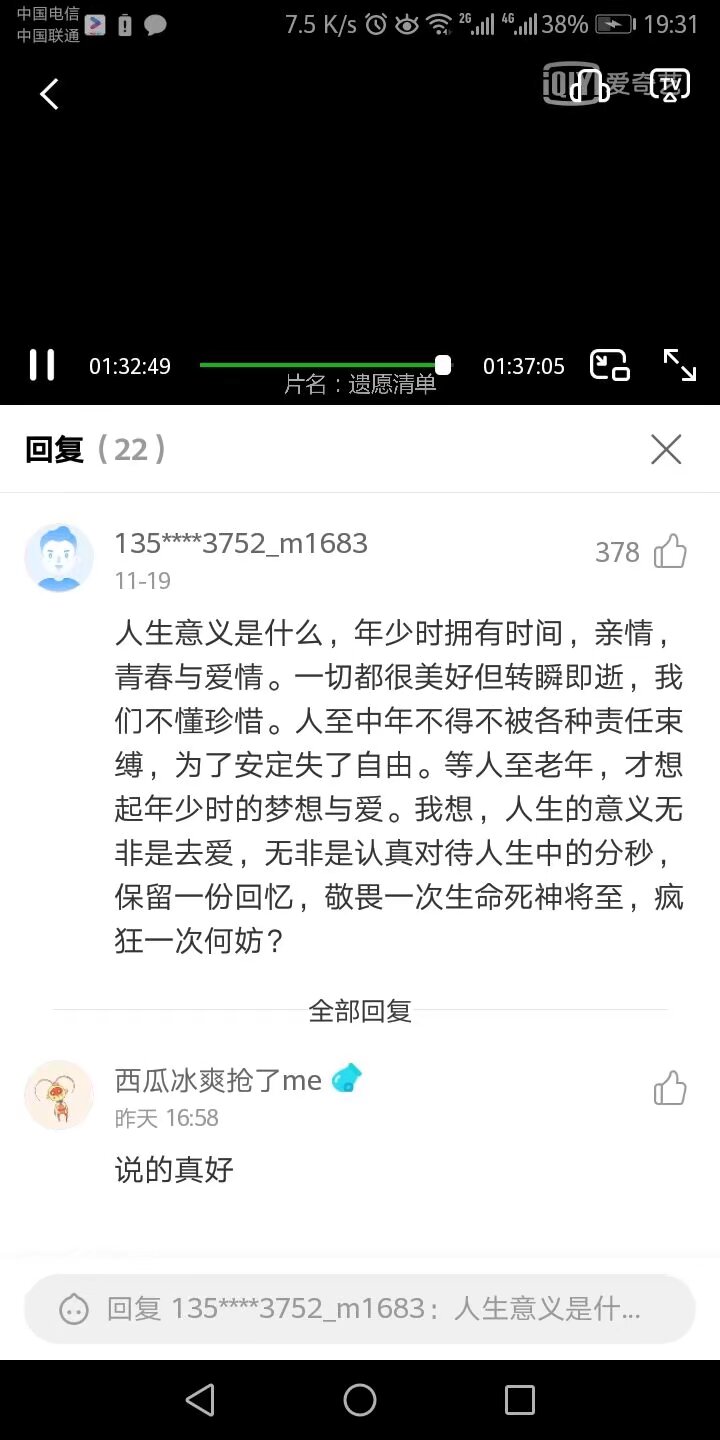 中国电信
中国联通
7.5 K/s 2G 4G 38% 19:31
iQIYI 爱奇艺 TV
01:32:49 01:37:05
片名：遗愿清单
回复（22）
135****3752_m1683
378
11-19
人生意义是什么，年少时拥有时间，亲情，
青春与爱情。一切都很美好但转瞬即逝，我
们不懂珍惜。人至中年不得不被各种责任束
缚，为了安定失了自由。等人至老年，才想
起年少时的梦想与爱。我想，人生的意义无
非是去爱，无非是认真对待人生中的分秒，
保留一份回忆，敬畏一次生命死神将至，疯
狂一次何妨？
全部回复
西瓜冰爽抢了me
昨天 16:58
说的真好
回复 135****3752_m1683：人生意义是什...